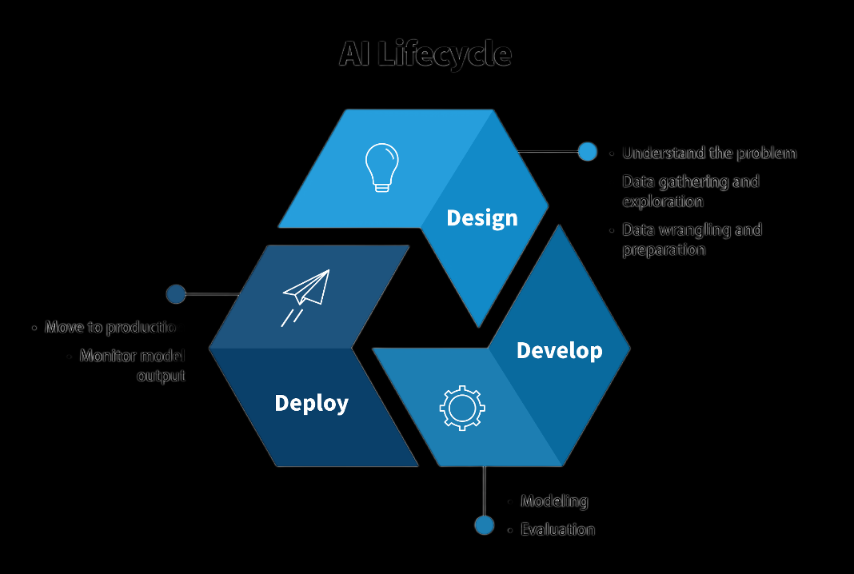 AI Lifecycle
Design
• Understand the problem
Data gathering and
exploration
• Data wrangling and
preparation
Develop
• Modeling
• Evaluation
Deploy
• Move to productio
• Monitor model
output